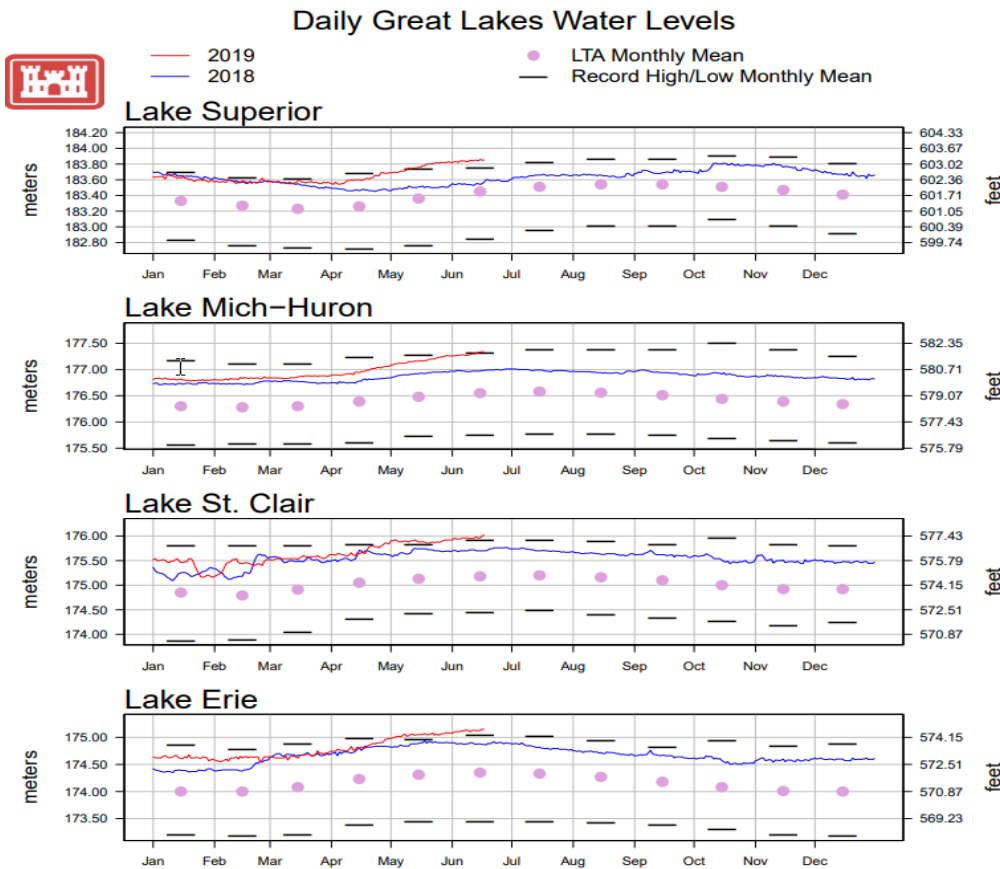 Daily Great Lakes Water Levels
2019 LTA Monthly Mean
2018 Record High/Low Monthly Mean
Lake Superior
184.20 604.33
184.00 603.67
183.80 603.02
183.60 602.36
183.40 601.71
183.20 601.05
183.00 600.39
182.80 599.74
meters feet
Jan Feb Mar Apr May Jun Jul Aug Sep Oct Nov Dec
Lake Mich-Huron
177.50 582.35
177.00 580.71
176.50 579.07
176.00 577.43
175.50 575.79
meters feet
Jan Feb Mar Apr May Jun Jul Aug Sep Oct Nov Dec
Lake St. Clair
176.00 577.43
175.50 575.79
175.00 574.15
174.50 572.51
174.00 570.87
meters feet
Jan Feb Mar Apr May Jun Jul Aug Sep Oct Nov Dec
Lake Erie
175.00 574.15
174.50 572.51
174.00 570.87
173.50 569.23
meters feet
Jan Feb Mar Apr May Jun Jul Aug Sep Oct Nov Dec